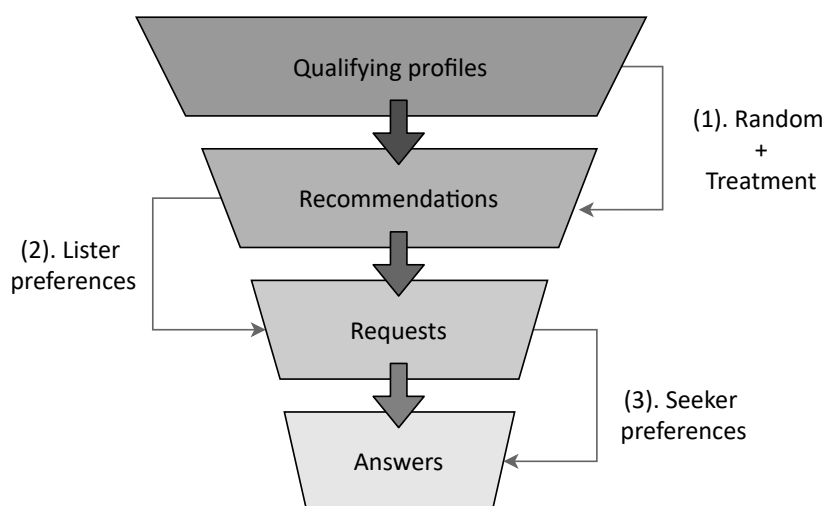 Qualifying profiles
(1). Random
+
Treatment
Recommendations
(2). Lister
preferences
Requests
(3). Seeker
preferences
Answers